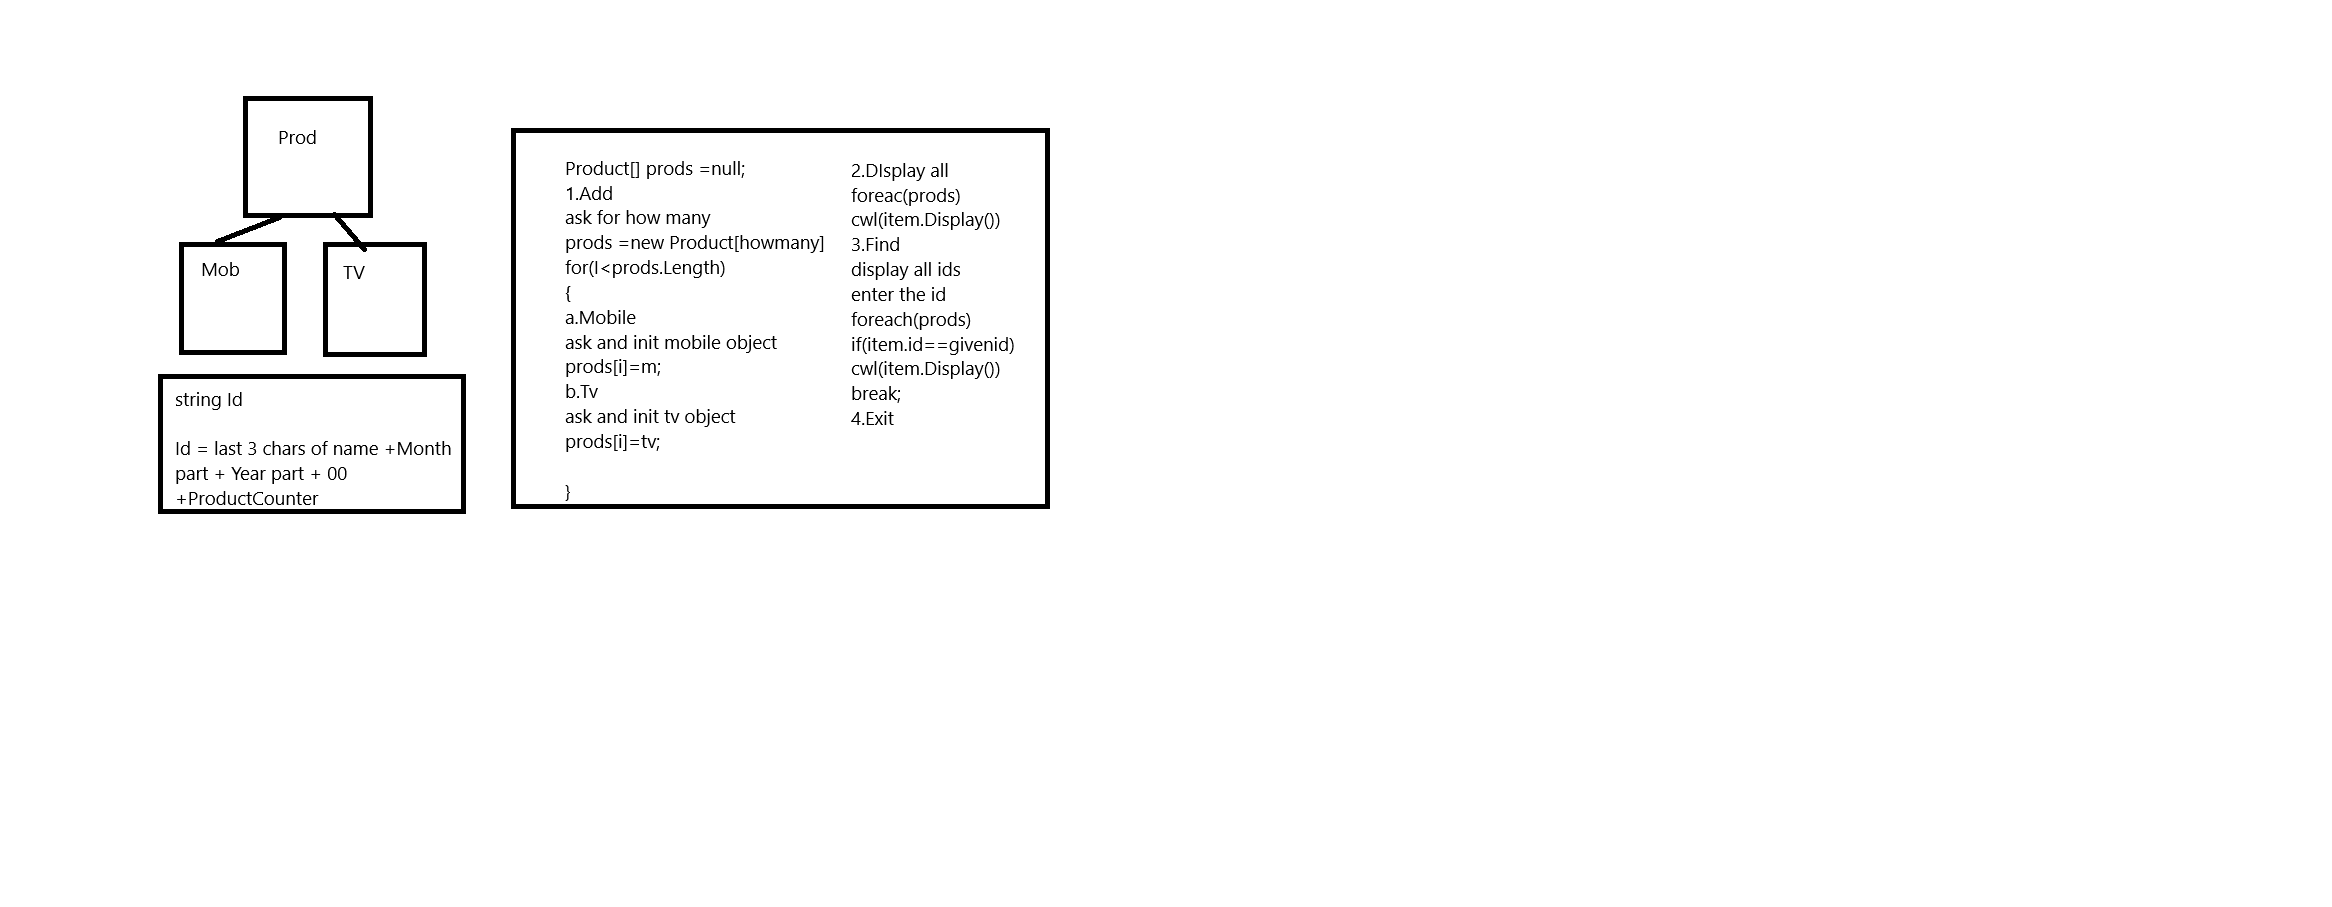 Prod
Mob
TV
string Id
Id = last 3 chars of name +Month
part + Year part + 00
+ProductCounter
Product[] prods =null;
1.Add
ask for how many
prods =new Product[howmany]
for(I<prods.Length)
{
a.Mobile
ask and init mobile object
prods[i]=m;
b.Tv
ask and init tv object
prods[i]=tv;
}
2.DIsplay all
foreac(prods)
cwl(item.Display())
3.Find
display all ids
enter the id
foreach(prods)
if(item.id==givenid)
cwl(item.Display())
break;
4.Exit